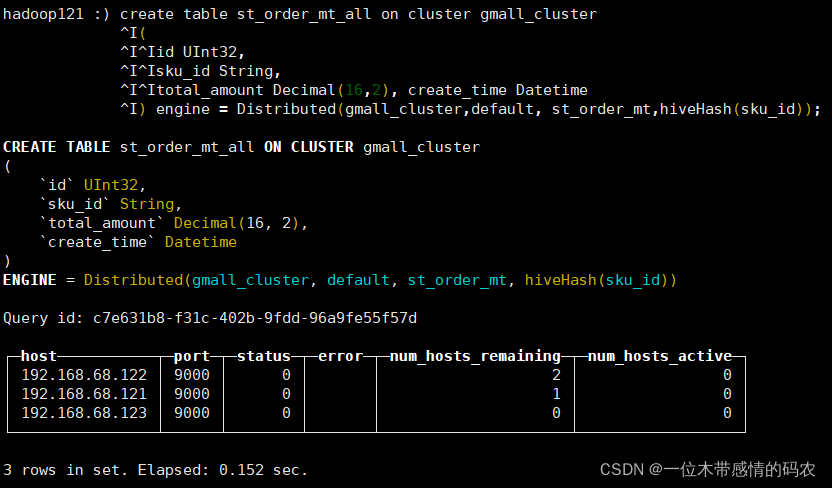 hadoop121 :) create table st_order_mt_all on cluster gmall_cluster
^I(
^I^Iid UInt32,
^I^Isku_id String,
^I^Itotal_amount Decimal(16,2), create_time Datetime
^I) engine = Distributed(gmall_cluster,default, st_order_mt,hiveHash(sku_id));
CREATE TABLE st_order_mt_all ON CLUSTER gmall_cluster
(
`id` UInt32,
`sku_id` String,
`total_amount` Decimal(16, 2),
`create_time` Datetime
)
ENGINE = Distributed(gmall_cluster, default, st_order_mt, hiveHash(sku_id))
Query id: c7e631b8-f31c-402b-9fdd-96a9fe55f57d
host port status error num_hosts_remaining num_hosts_active
192.168.68.122 9000 0 2 0
192.168.68.121 9000 0 1 0
192.168.68.123 9000 0 0 0
3 rows in set. Elapsed: 0.152 sec.
CSDN @一位木带感情的码农